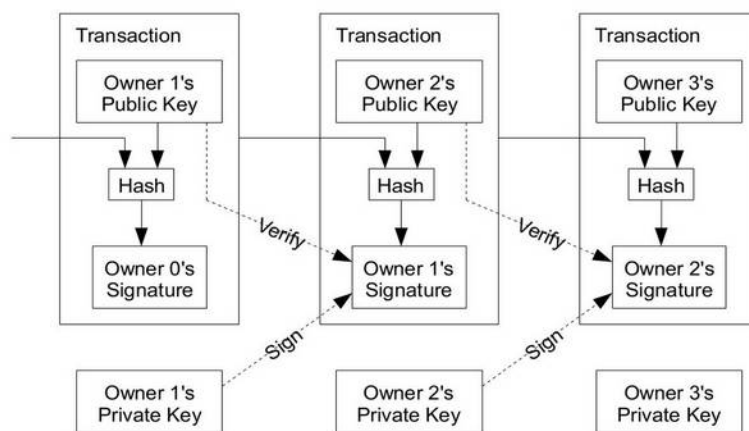 Transaction
Owner 1's
Public Key
Hash
Owner 0's
Signature
Transaction
Owner 2's
Public Key
Hash
Verify
Owner 1's
Signature
Transaction
Owner 3's
Public Key
Hash
Verify
Owner 2's
Signature
Owner 1's
Private Key
Sign
Owner 2's
Private Key
Sign
Owner 3's
Private Key